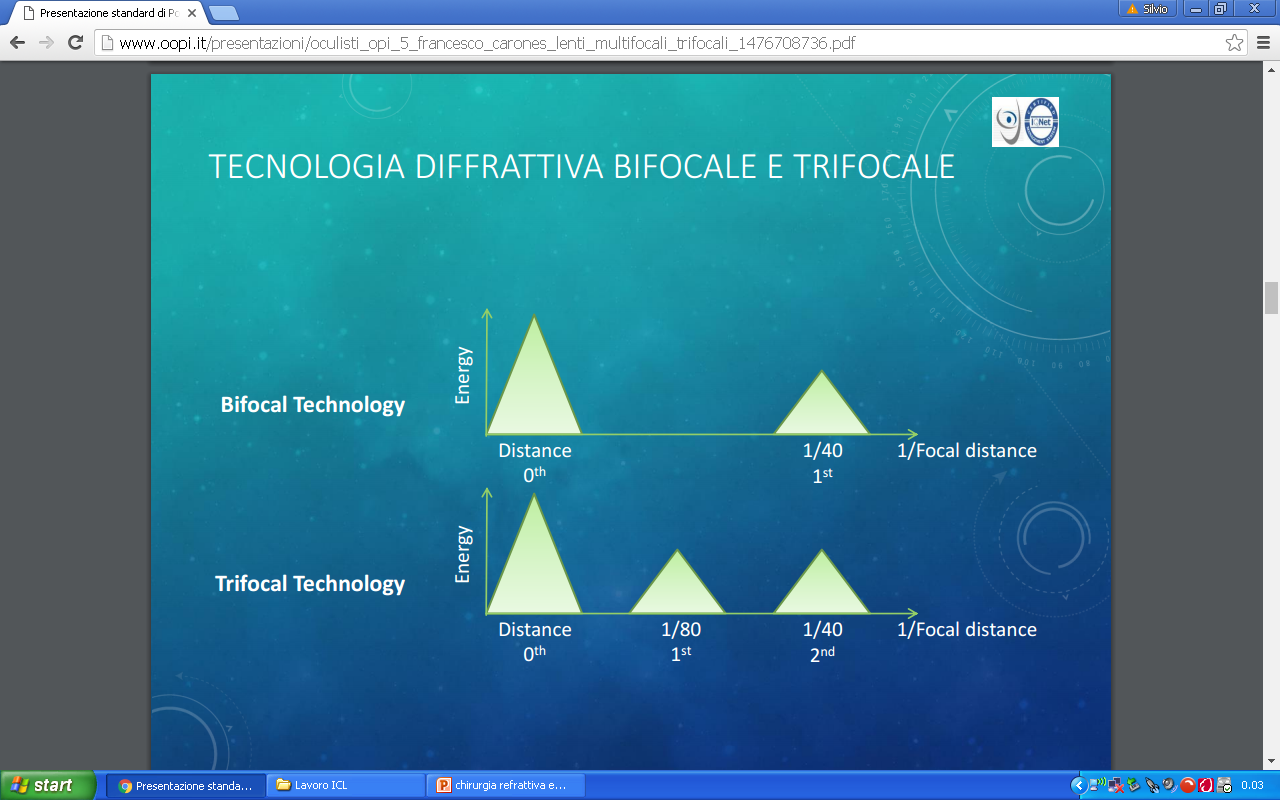 Presentazione standard di Po
Silvio
www.oopi.it/presentazioni/oculisti_opi_5_francesco_carones_lenti_multifocali_trifocali_1476708736.pdf
IQNet
TECNOLOGIA DIFFRATTIVA BIFOCALE E TRIFOCALE
Bifocal Technology
Energy
Distance
0th
1/40
1st
1/Focal distance
Trifocal Technology
Energy
Distance
0th
1/80
1st
1/40
2nd
1/Focal distance
start
Presentazione standa...
Lavoro ICL
chirurgia refrattiva e...
0.03